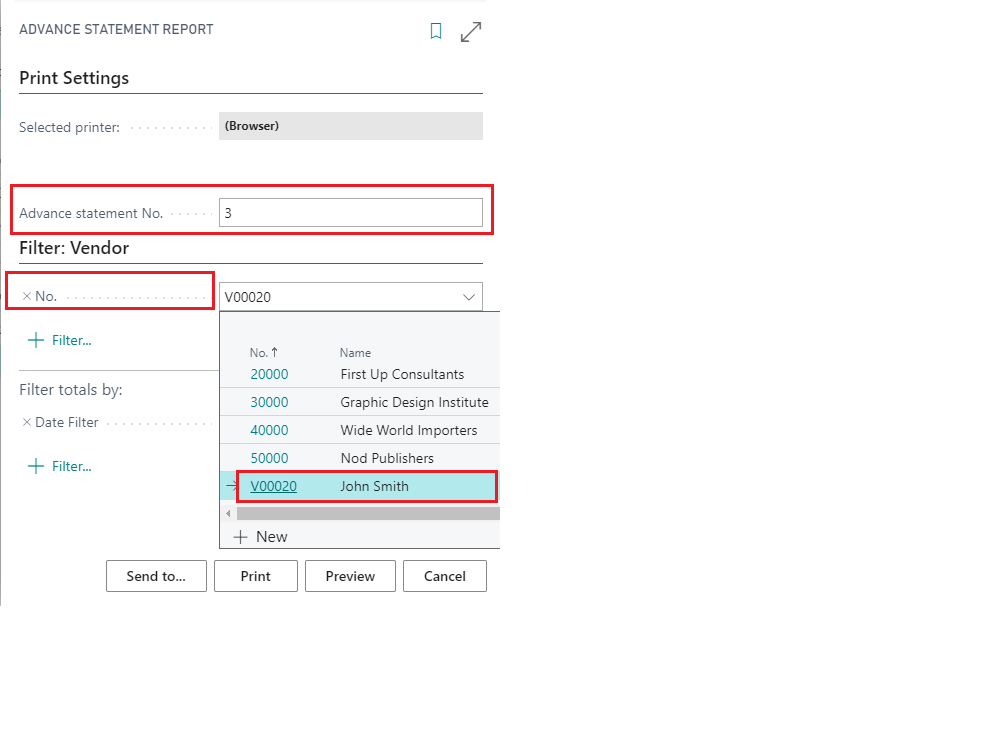 ADVANCE STATEMENT REPORT
Print Settings
Selected printer: (Browser)
Advance statement No. 3
Filter: Vendor
No. V00020
Filter...
Filter totals by:
Date Filter
Filter...
No. ↑ Name
20000 First Up Consultants
30000 Graphic Design Institute
40000 Wide World Importers
50000 Nod Publishers
V00020 John Smith
New
Send to... Print Preview Cancel